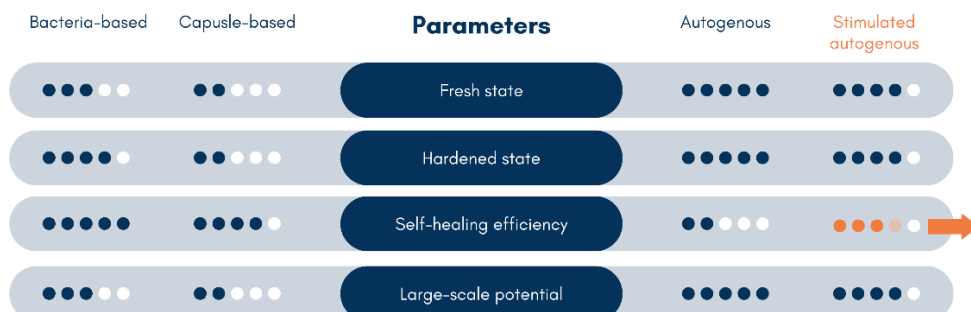 Bacteria-based
Capusle-based
Parameters
Autogenous
Stimulated
autogenous
Fresh state
Hardened state
Self-healing efficiency
Large-scale potential